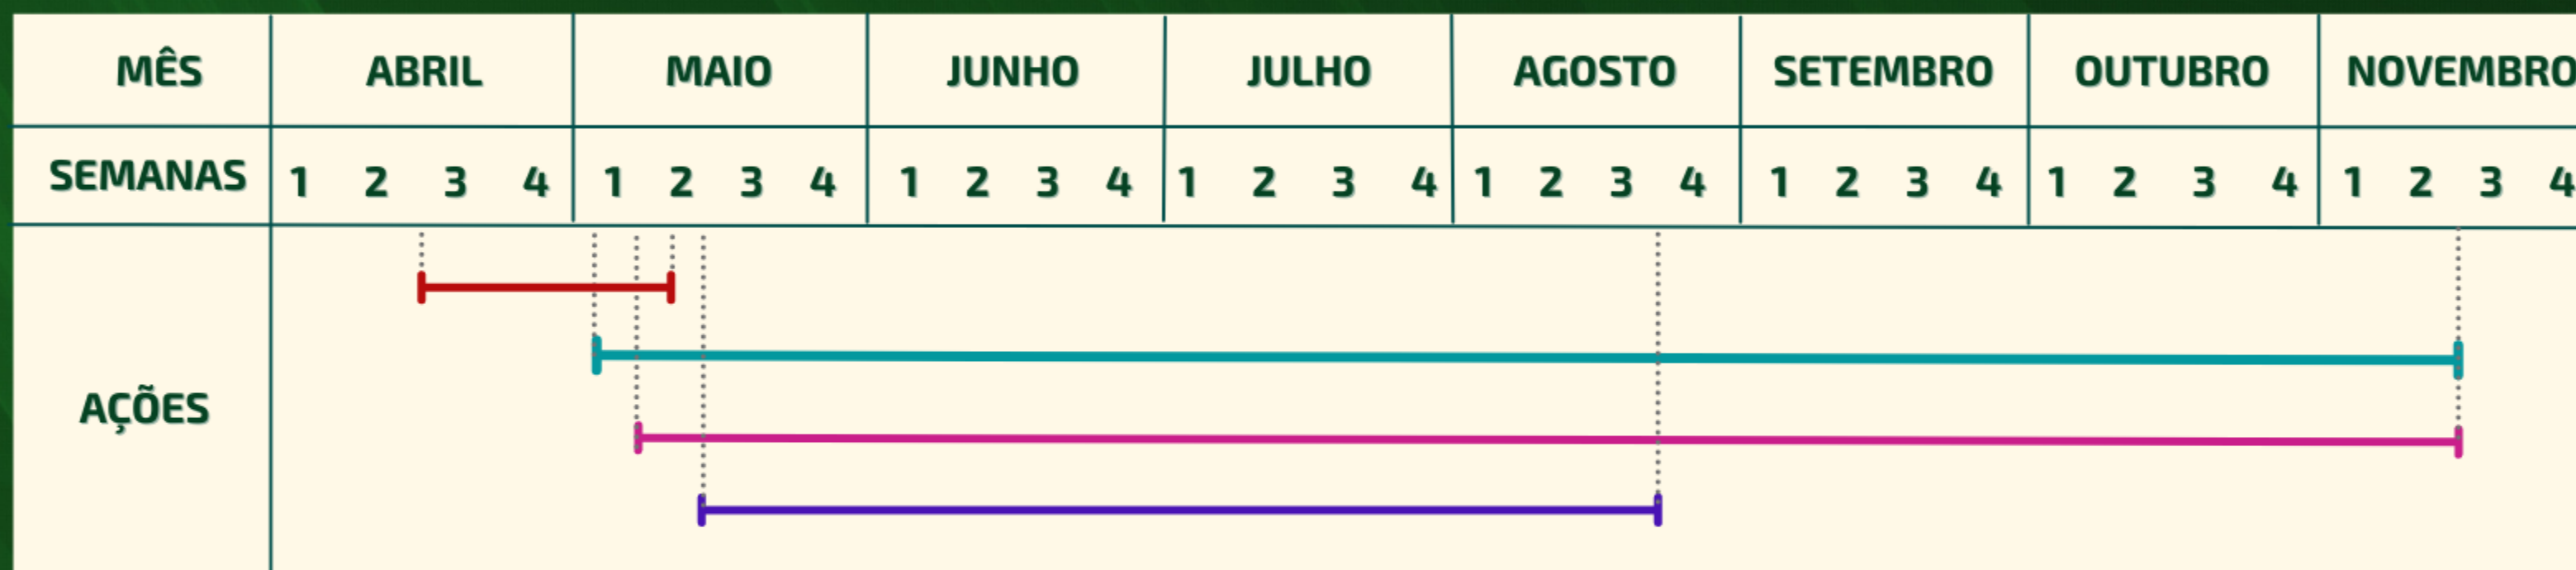 MÊS ABRIL MAIO JUNHO JULHO AGOSTO SETEMBRO OUTUBRO NOVEMBRO
SEMANAS 1 2 3 4 1 2 3 4 1 2 3 4 1 2 3 4 1 2 3 4 1 2 3 4 1 2 3 4 1 2 3 4
AÇÕES